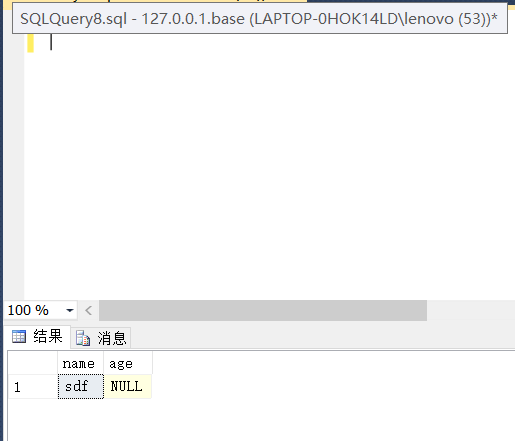 SQLQuery8.sql - 127.0.0.1.base (LAPTOP-0HOK14LD\lenovo (53))*
100 %
结果 消息
name age
1 sdf NULL